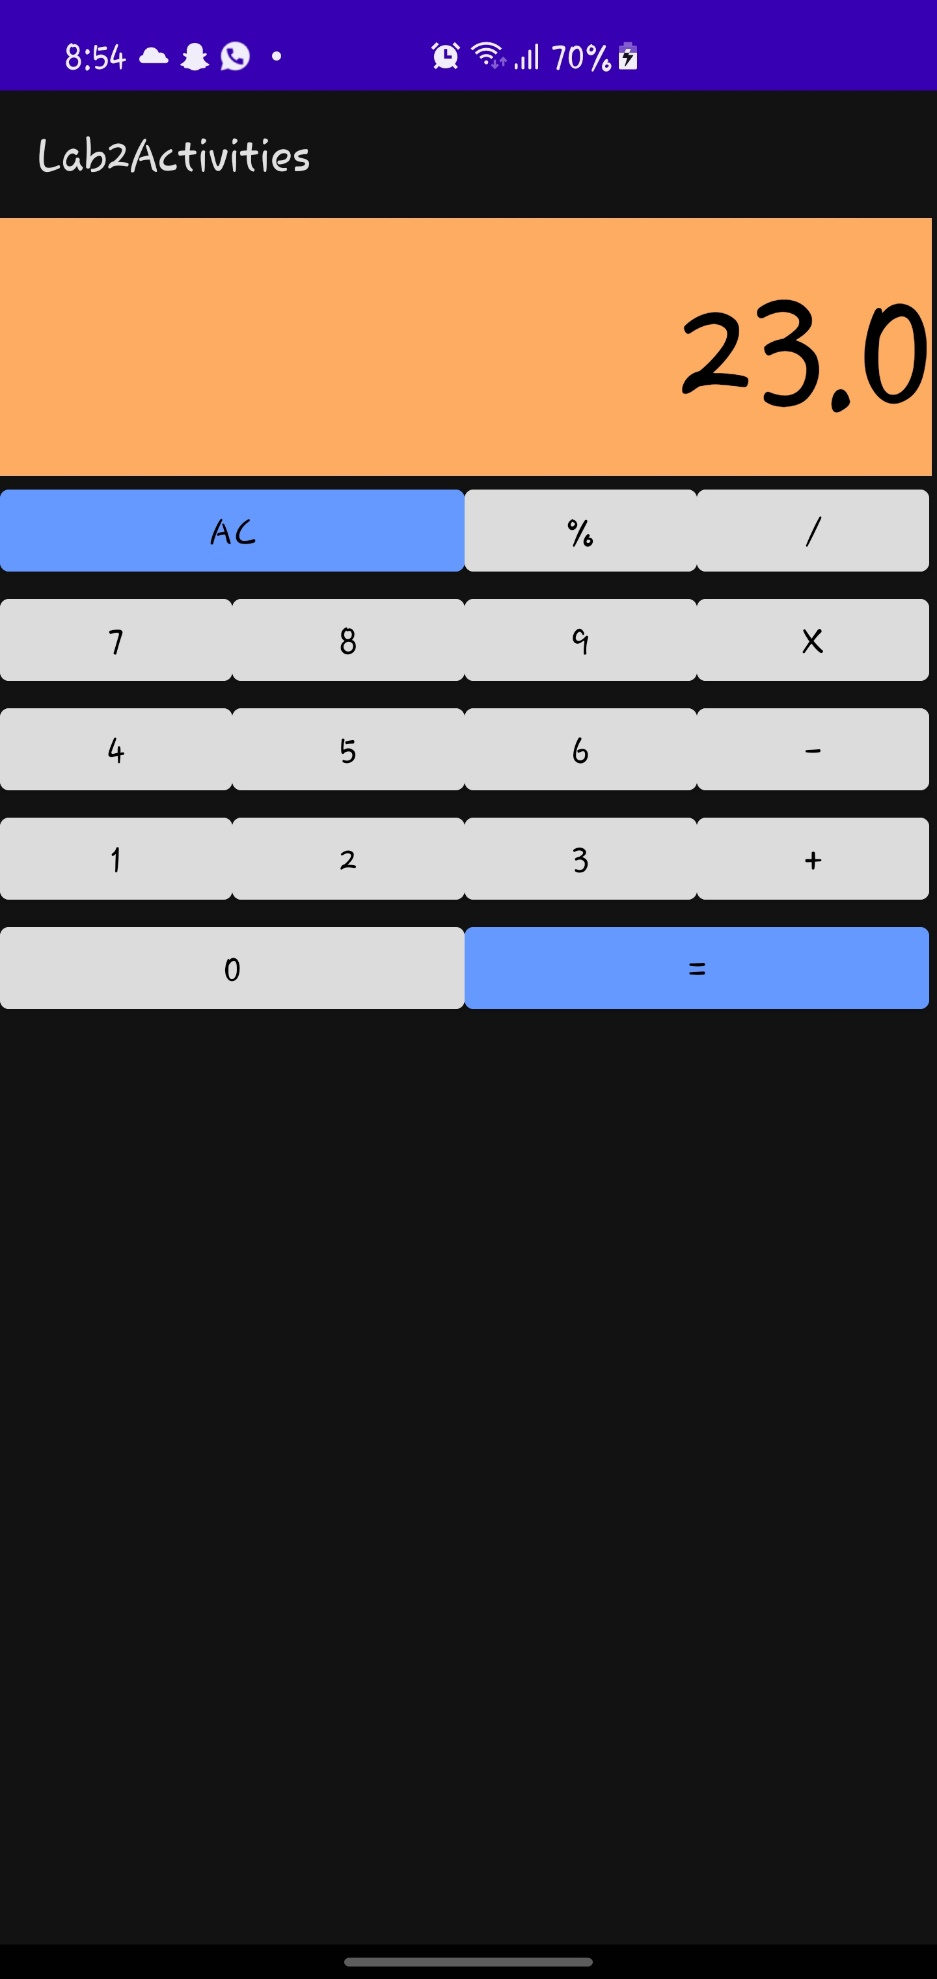 8:54 70%
Lab2Activities
23.0
AC % /
7 8 9 X
4 5 6 -
1 2 3 +
0 =